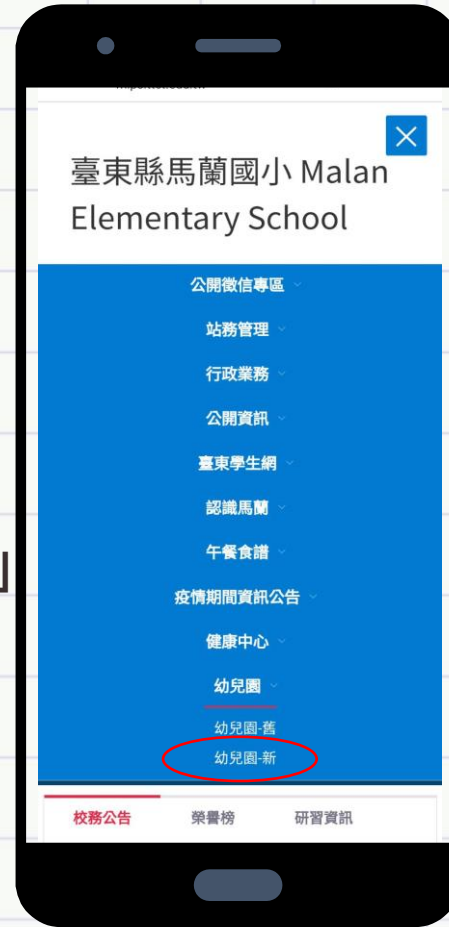 臺東縣馬蘭國小 Malan
Elementary School
公開徵信專區
站務管理
行政業務
公開資訊
臺東學生網
認識馬蘭
午餐食譜
疫情期間資訊公告
健康中心
幼兒園
幼兒園-舊
幼兒園-新
校務公告 榮譽榜 研習資訊